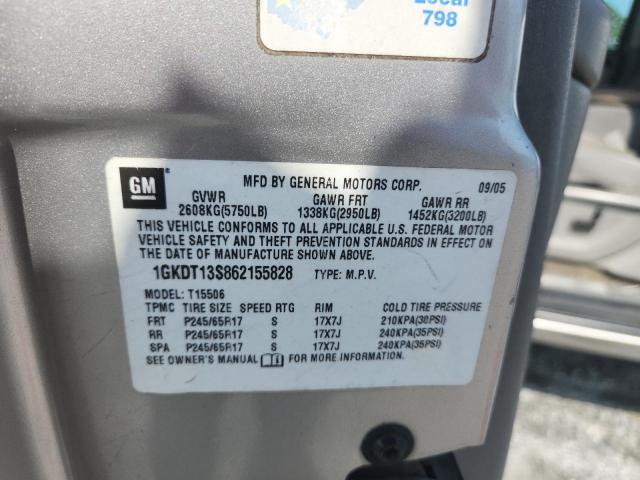 Local
798
GM
MFD BY GENERAL MOTORS CORP. 09/05
GVWR GAWR FRT GAWR RR
2608KG(5750LB) 1338KG(2950LB) 1452KG(3200LB)
THIS VEHICLE CONFORMS TO ALL APPLICABLE U.S. FEDERAL MOTOR
VEHICLE SAFETY AND THEFT PREVENTION STANDARDS IN EFFECT ON
THE DATE OF MANUFACTURE SHOWN ABOVE.
1GKDT13S862155828 TYPE: M.P.V.
MODEL: T15506
TPMC TIRE SIZE SPEED RTG RIM COLD TIRE PRESSURE
FRT P245/65R17 S 17X7J 210KPA(30PSI)
RR P245/65R17 S 17X7J 240KPA(35PSI)
SPA P245/65R17 S 17X7J 240KPA(35PSI)
SEE OWNER'S MANUAL FOR MORE INFORMATION